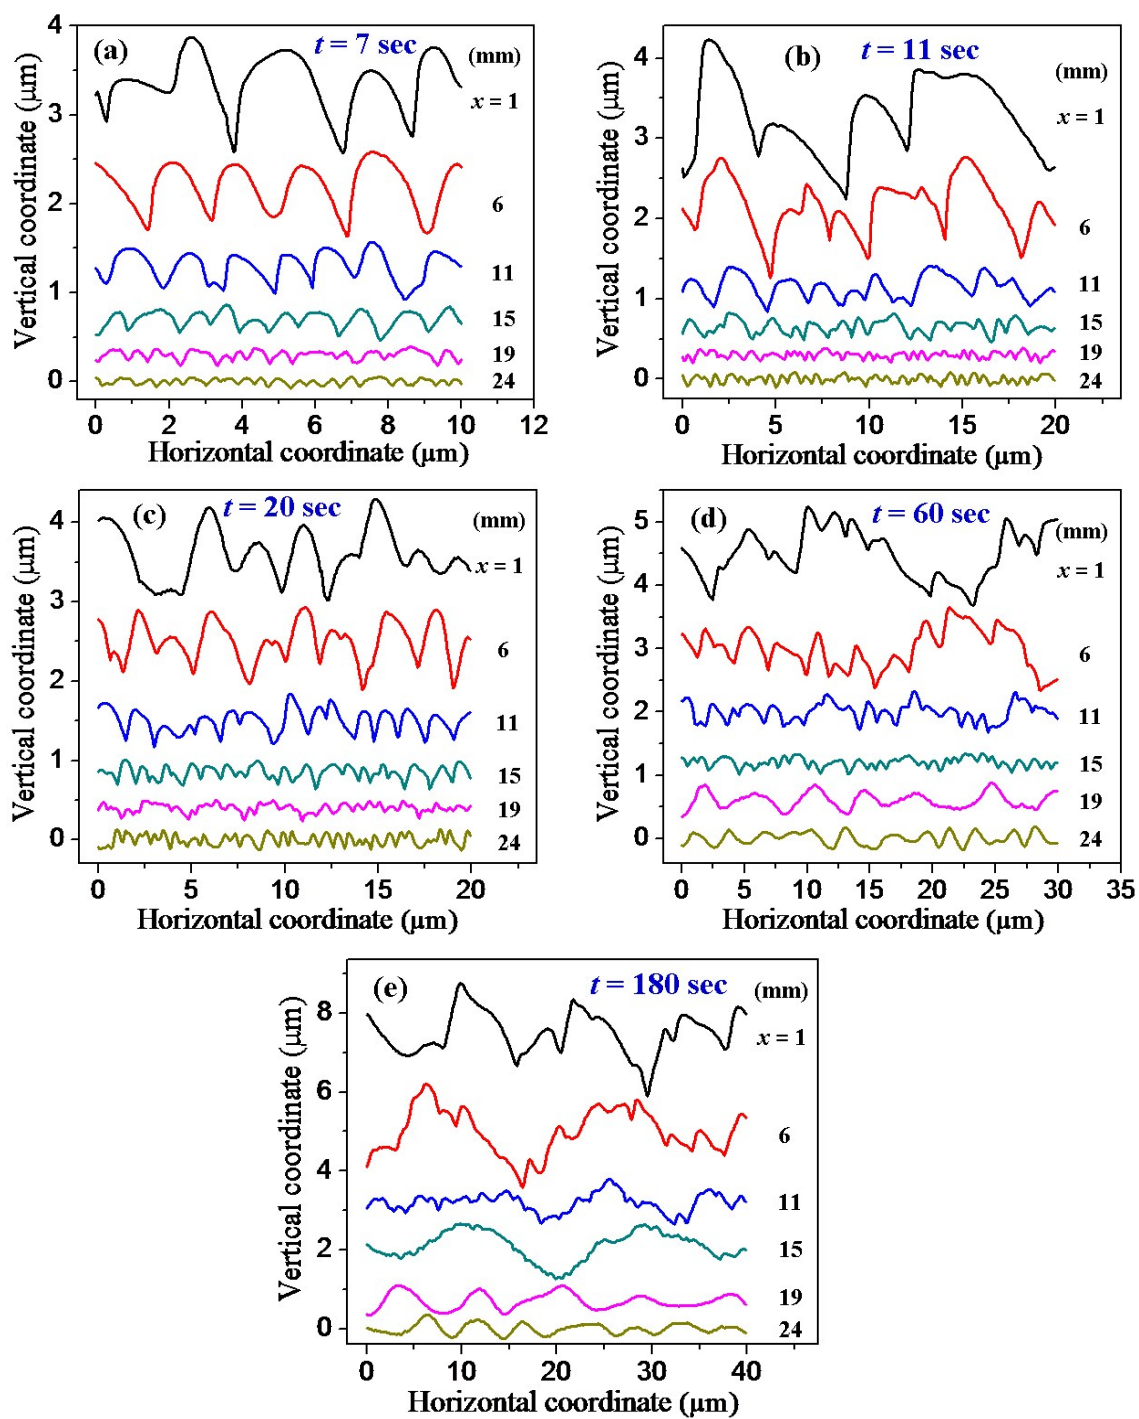 (a)
t = 7 sec
(mm)
x = 1
6
11
15
19
24
4
3
2
1
0
Vertical coordinate (μm)
0 2 4 6 8 10 12
Horizontal coordinate (μm)
(b)
t = 11 sec
(mm)
x = 1
6
11
15
19
24
4
3
2
1
0
Vertical coordinate (μm)
0 5 10 15 20
Horizontal coordinate (μm)
(c)
t = 20 sec
(mm)
x = 1
6
11
15
19
24
4
3
2
1
0
Vertical coordinate (μm)
0 5 10 15 20
Horizontal coordinate (μm)
(d)
t = 60 sec
(mm)
x = 1
6
11
15
19
24
5
4
3
2
1
0
Vertical coordinate (μm)
0 5 10 15 20 25 30 35
Horizontal coordinate (μm)
(e)
t = 180 sec
(mm)
x = 1
6
11
15
19
24
8
6
4
2
0
Vertical coordinate (μm)
0 10 20 30 40
Horizontal coordinate (μm)